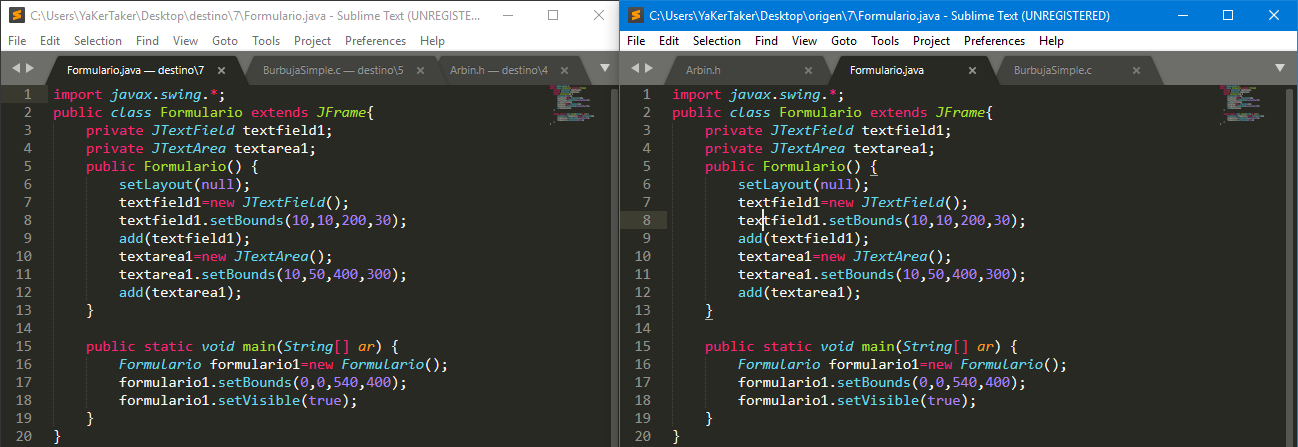 C:\Users\YaKerTaker\Desktop\destino\7\Formulario.java - Sublime Text (UNREGISTE...
File Edit Selection Find View Goto Tools Project Preferences Help
Formulario.java — destino\7 BurbujaSimple.c — destino\5 Arbin.h — destino\4
1 import javax.swing.*;
2 public class Formulario extends JFrame{
3 private JTextField textfield1;
4 private JTextArea textarea1;
5 public Formulario() {
6 setLayout(null);
7 textfield1=new JTextField();
8 textfield1.setBounds(10,10,200,30);
9 add(textfield1);
10 textarea1=new JTextArea();
11 textarea1.setBounds(10,50,400,300);
12 add(textarea1);
13 }
14
15 public static void main(String[] ar) {
16 Formulario formulario1=new Formulario();
17 formulario1.setBounds(0,0,540,400);
18 formulario1.setVisible(true);
19 }
20 }
C:\Users\YaKerTaker\Desktop\origen\7\Formulario.java - Sublime Text (UNREGISTERED)
File Edit Selection Find View Goto Tools Project Preferences Help
Arbin.h Formulario.java BurbujaSimple.c
1 import javax.swing.*;
2 public class Formulario extends JFrame{
3 private JTextField textfield1;
4 private JTextArea textarea1;
5 public Formulario() {
6 setLayout(null);
7 textfield1=new JTextField();
8 textfield1.setBounds(10,10,200,30);
9 add(textfield1);
10 textarea1=new JTextArea();
11 textarea1.setBounds(10,50,400,300);
12 add(textarea1);
13 }
14
15 public static void main(String[] ar) {
16 Formulario formulario1=new Formulario();
17 formulario1.setBounds(0,0,540,400);
18 formulario1.setVisible(true);
19 }
20 }